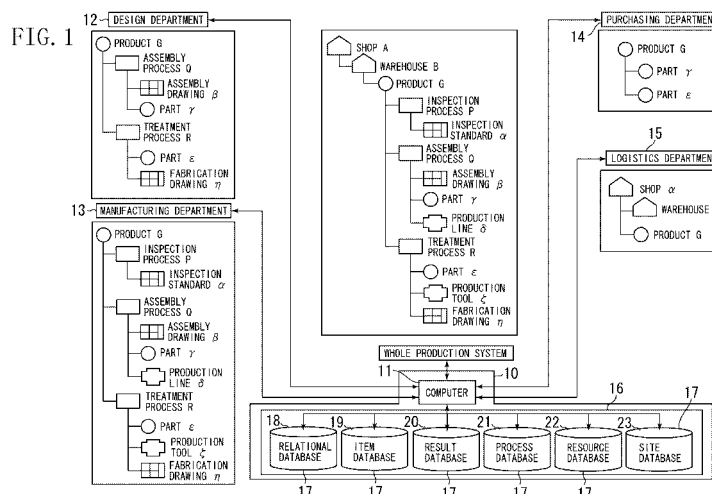 FIG. 1
12
DESIGN DEPARTMENT
PRODUCT G
ASSEMBLY
PROCESS Q
ASSEMBLY
DRAWING β
PART γ
TREATMENT
PROCESS R
PART ε
FABRICATION
DRAWING η
13
MANUFACTURING DEPARTMENT
PRODUCT G
INSPECTION
PROCESS P
INSPECTION
STANDARD α
ASSEMBLY
PROCESS Q
ASSEMBLY
DRAWING β
PART γ
PRODUCTION
LINE δ
TREATMENT
PROCESS R
PART ε
PRODUCTION
TOOL ζ
FABRICATION
DRAWING η
SHOP A
WAREHOUSE B
PRODUCT G
INSPECTION
PROCESS P
INSPECTION
STANDARD α
ASSEMBLY
PROCESS Q
ASSEMBLY
DRAWING β
PART γ
PRODUCTION
LINE δ
TREATMENT
PROCESS R
PART ε
PRODUCTION
TOOL ζ
FABRICATION
DRAWING η
PURCHASING DEPARTMENT
14
PRODUCT G
PART γ
PART ε
15
LOGISTICS DEPARTMENT
SHOP α
WAREHOUSE
PRODUCT G
WHOLE PRODUCTION SYSTEM
11
10
COMPUTER
16
17
18
RELATIONAL
DATABASE
19
ITEM
DATABASE
20
RESULT
DATABASE
21
PROCESS
DATABASE
22
RESOURCE
DATABASE
23
SITE
DATABASE
17 17 17 17 17